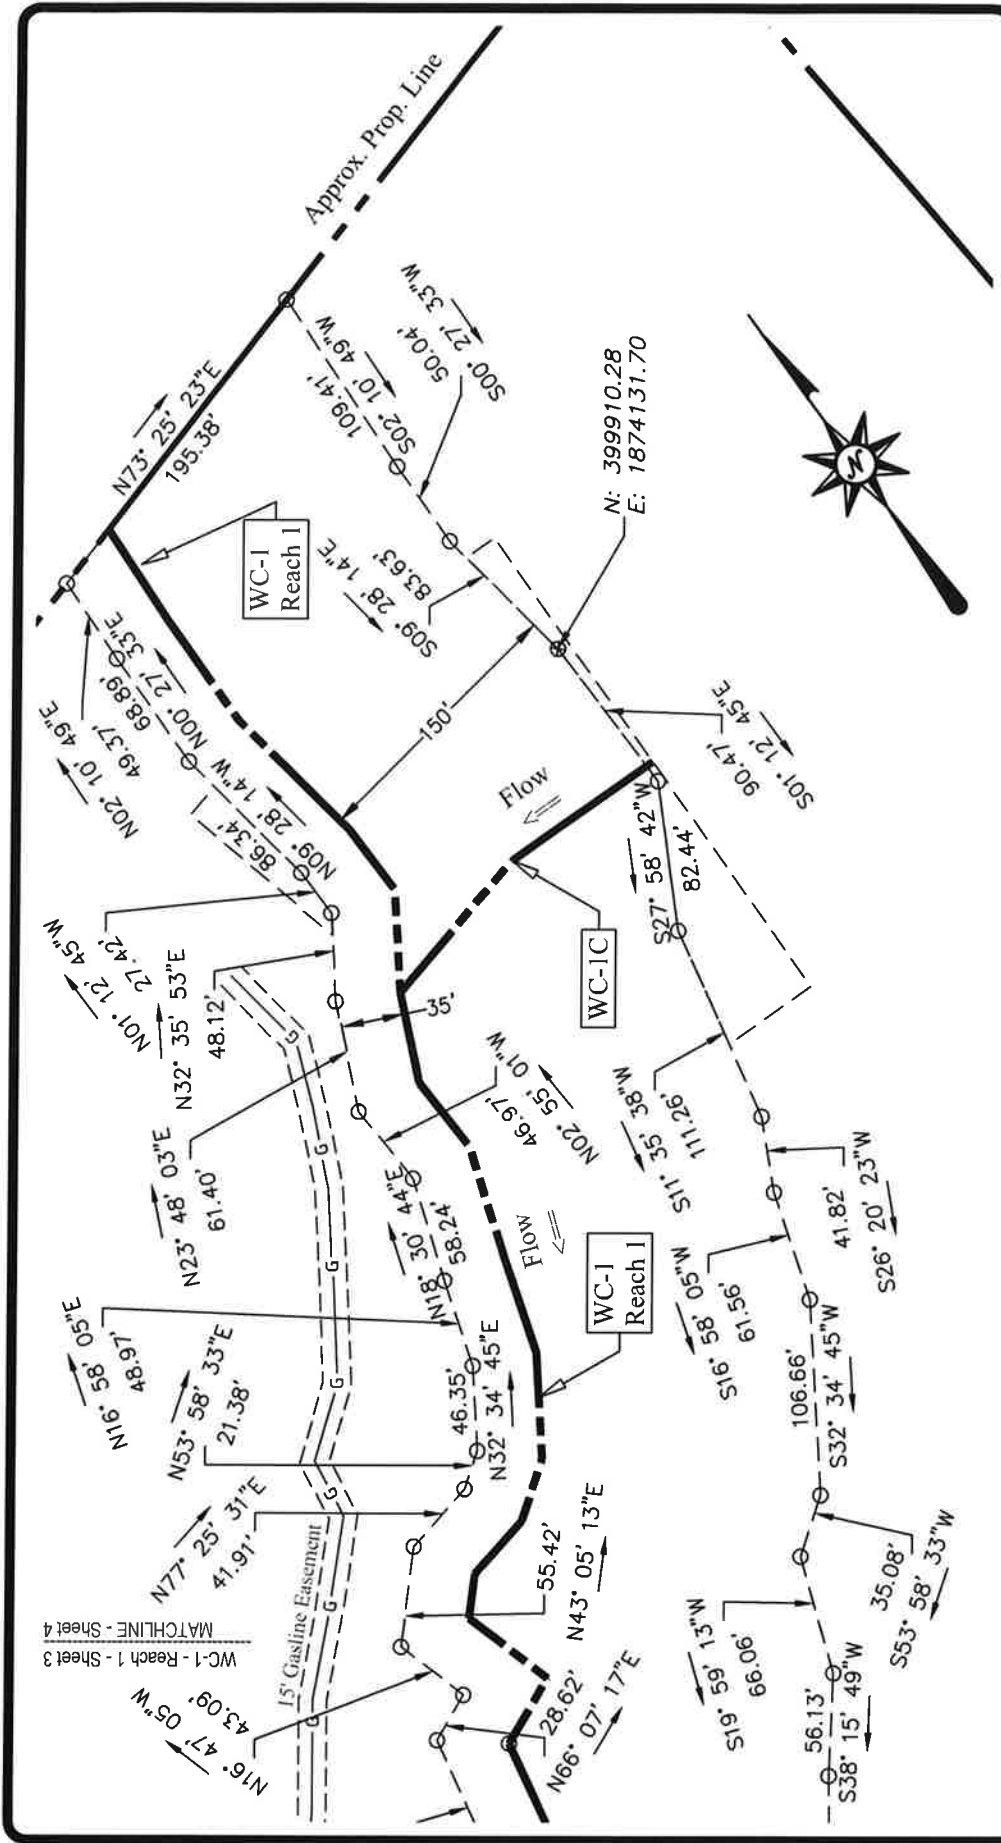 Approx. Prop. Line
N73° 25' 23"E
195.38'
WC-1
Reach 1
S00° 27' 33"W
50.04'
S02° 10' 49"W
109.41'
N: 399910.28
E: 1874131.70
S09° 28' 14"E
83.63'
N02° 10' 49"E
49.37'
N00° 27' 33"E
68.89'
N09° 28' 14"W
86.34'
150'
Flow
S01° 12' 45"E
90.47'
N
N01° 12' 45"W
27.42'
N32° 35' 53"E
48.12'
S27° 58' 42"W
82.44'
WC-1C
35'
N02° 55' 01"W
46.97'
N23° 48' 03"E
61.40'
S11° 35' 38"W
111.26'
N18° 30' 44"E
58.24'
Flow
41.82'
S26° 20' 23"W
WC-1
Reach 1
S16° 58' 05"W
61.56'
N16° 58' 05"E
48.97'
N53° 58' 33"E
21.38'
46.35'
N32° 34' 45"E
106.66'
S32° 34' 45"W
N77° 25' 31"E
41.91'
15' Gasline Easement
G
G
G
G
G
G
G
55.42'
N43° 05' 13"E
35.08'
S53° 58' 33"W
WC-1 - Reach 1 - Sheet 3
MATCHLINE - Sheet 4
N16° 47' 05"W
43.09'
28.62'
N66° 07' 17"E
S19° 59' 13"W
66.06'
56.13'
S38° 15' 49"W